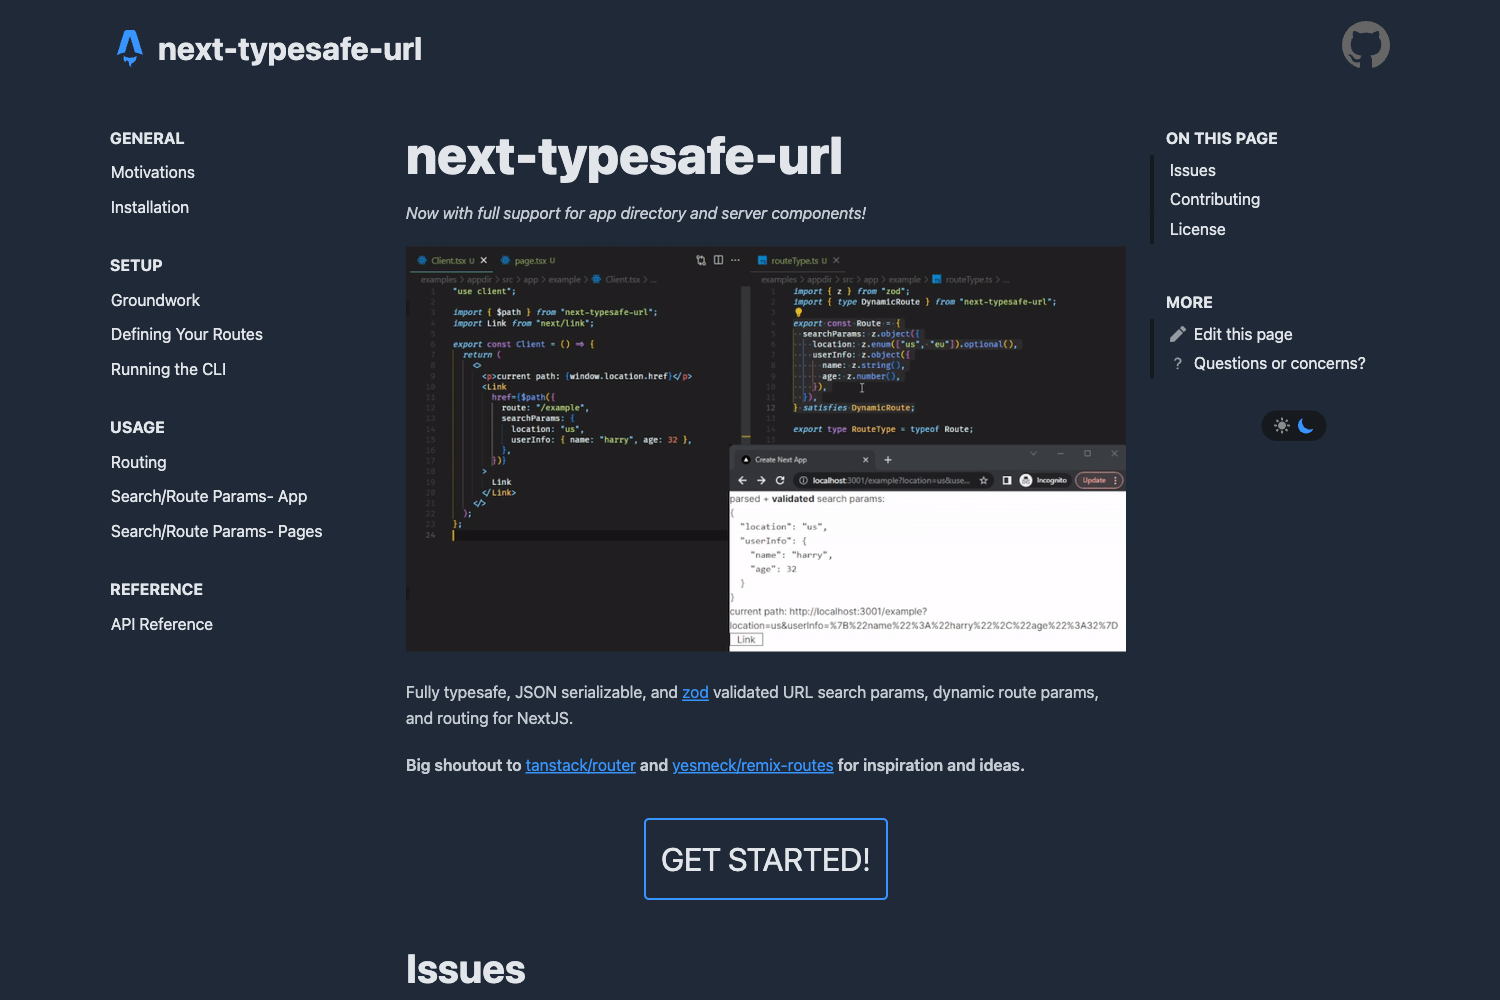 next-typesafe-url
GENERAL
Motivations
Installation
SETUP
Groundwork
Defining Your Routes
Running the CLI
USAGE
Routing
Search/Route Params- App
Search/Route Params- Pages
REFERENCE
API Reference
next-typesafe-url
Now with full support for app directory and server components!
Client.tsx U
page.tsx U
examples > appdir > src > app > example > Client.tsx > ...
"use client";
import { $path } from "next-typesafe-url";
import Link from "next/link";
export const Client = () => {
return (
<>
<p>current path: {window.location.href}</p>
<Link
href={$path({
route: "/example",
searchParams: {
location: "us",
userInfo: { name: "harry", age: 32 },
},
})}
>
Link
</Link>
</>
);
};
24
routeType.ts U
examples > appdir > src > app > example > routeType.ts > ...
import { z } from "zod";
import { type DynamicRoute } from "next-typesafe-url";
export const Route = {
searchParams: z.object({
location: z.enum(["us", "eu"]).optional(),
userInfo: z.object({
name: z.string(),
age: z.number(),
}),
}),
} satisfies DynamicRoute;
export type RouteType = typeof Route;
Create Next App
localhost:3001/example?location=us&use...
Incognito
Update
parsed + validated search params:
{
"location": "us",
"userInfo": {
"name": "harry",
"age": 32
}
}
current path: http://localhost:3001/example?
location=us&userInfo=%7B%22name%22%3A%22harry%22%2C%22age%22%3A32%7D
Link
Fully typesafe, JSON serializable, and zod validated URL search params, dynamic route params,
and routing for NextJS.
Big shoutout to tanstack/router and yesmeck/remix-routes for inspiration and ideas.
GET STARTED!
Issues
ON THIS PAGE
Issues
Contributing
License
MORE
Edit this page
? Questions or concerns?